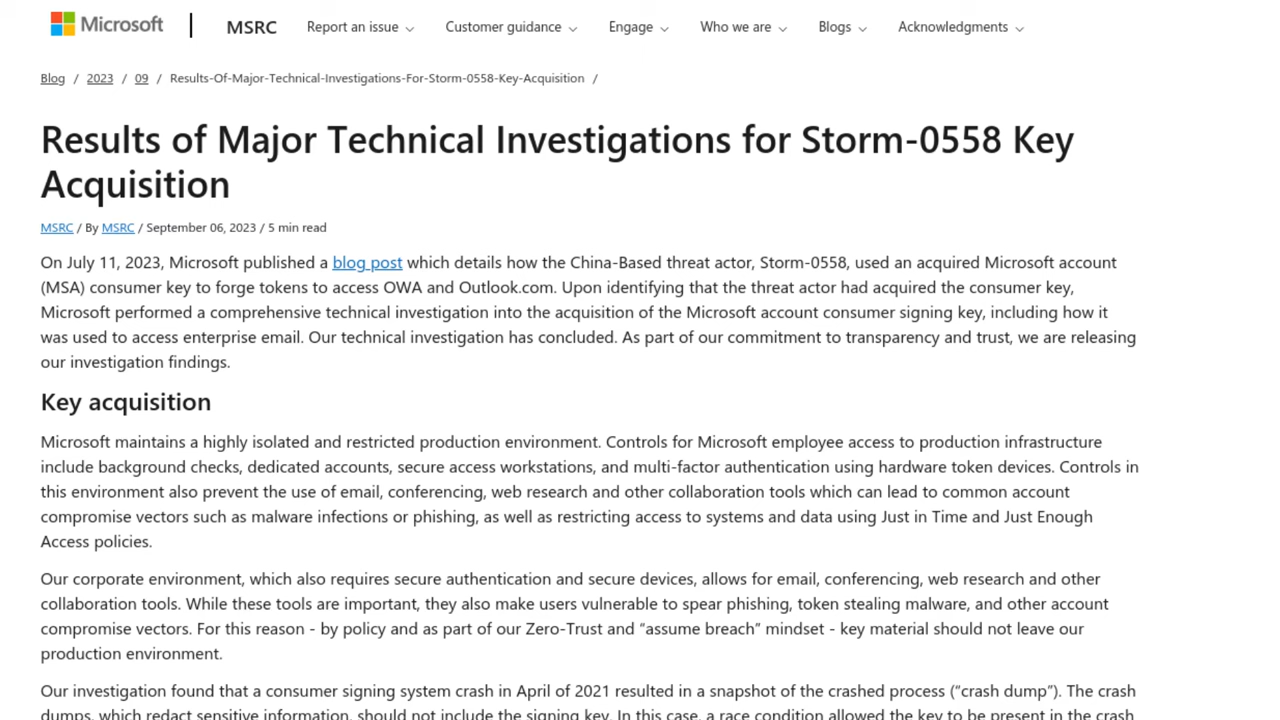 Microsoft | MSRC Report an issue Customer guidance Engage Who we are Blogs Acknowledgments
Blog / 2023 / 09 / Results-Of-Major-Technical-Investigations-For-Storm-0558-Key-Acquisition /
Results of Major Technical Investigations for Storm-0558 Key
Acquisition
MSRC / By MSRC / September 06, 2023 / 5 min read
On July 11, 2023, Microsoft published a blog post which details how the China-Based threat actor, Storm-0558, used an acquired Microsoft account
(MSA) consumer key to forge tokens to access OWA and Outlook.com. Upon identifying that the threat actor had acquired the consumer key,
Microsoft performed a comprehensive technical investigation into the acquisition of the Microsoft account consumer signing key, including how it
was used to access enterprise email. Our technical investigation has concluded. As part of our commitment to transparency and trust, we are releasing
our investigation findings.
Key acquisition
Microsoft maintains a highly isolated and restricted production environment. Controls for Microsoft employee access to production infrastructure
include background checks, dedicated accounts, secure access workstations, and multi-factor authentication using hardware token devices. Controls in
this environment also prevent the use of email, conferencing, web research and other collaboration tools which can lead to common account
compromise vectors such as malware infections or phishing, as well as restricting access to systems and data using Just in Time and Just Enough
Access policies.
Our corporate environment, which also requires secure authentication and secure devices, allows for email, conferencing, web research and other
collaboration tools. While these tools are important, they also make users vulnerable to spear phishing, token stealing malware, and other account
compromise vectors. For this reason - by policy and as part of our Zero-Trust and “assume breach” mindset - key material should not leave our
production environment.
Our investigation found that a consumer signing system crash in April of 2021 resulted in a snapshot of the crashed process (“crash dump”). The crash
dumps, which redact sensitive information, should not include the signing key. In this case, a race condition allowed the key to be present in the crash